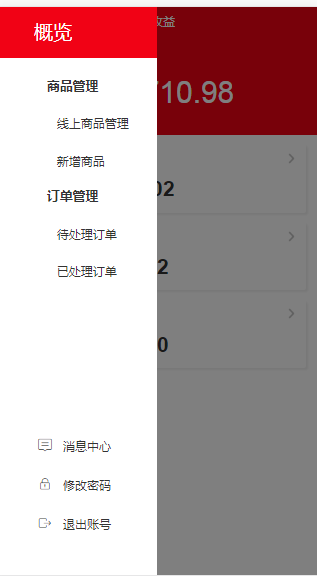 概览
收益
710.98
商品管理
线上商品管理
02
新增商品
订单管理
待处理订单
2
已处理订单
0
消息中心
修改密码
退出账号